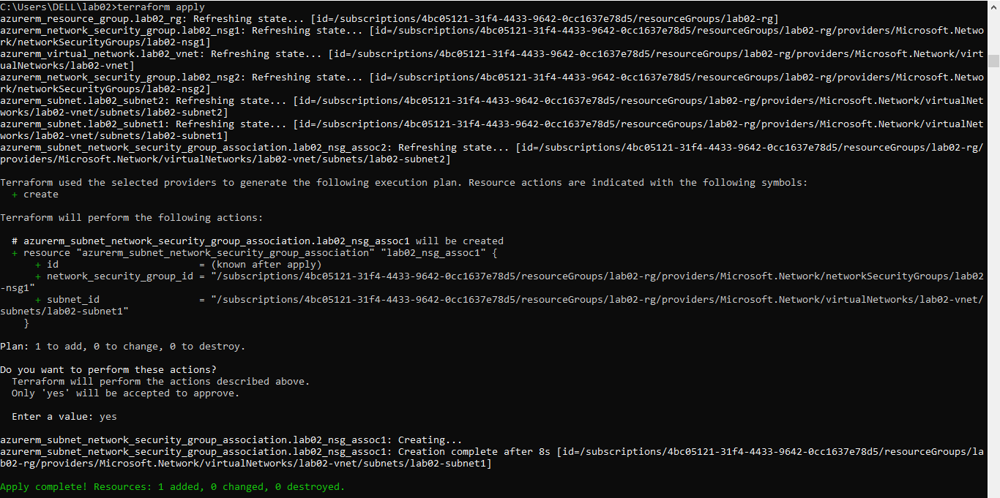 C:\Users\DELL\lab02>terraform apply
azurerm_resource_group.lab02_rg: Refreshing state... [id=/subscriptions/4bc05121-31f4-4433-9642-0cc1637e78d5/resourceGroups/lab02-rg]
azurerm_network_security_group.lab02_nsg1: Refreshing state... [id=/subscriptions/4bc05121-31f4-4433-9642-0cc1637e78d5/resourceGroups/lab02-rg/providers/Microsoft.Netwo
rk/networkSecurityGroups/lab02-nsg1]
azurerm_virtual_network.lab02_vnet: Refreshing state... [id=/subscriptions/4bc05121-31f4-4433-9642-0cc1637e78d5/resourceGroups/lab02-rg/providers/Microsoft.Network/virt
ualNetworks/lab02-vnet]
azurerm_network_security_group.lab02_nsg2: Refreshing state... [id=/subscriptions/4bc05121-31f4-4433-9642-0cc1637e78d5/resourceGroups/lab02-rg/providers/Microsoft.Netwo
rk/networkSecurityGroups/lab02-nsg2]
azurerm_subnet.lab02_subnet2: Refreshing state... [id=/subscriptions/4bc05121-31f4-4433-9642-0cc1637e78d5/resourceGroups/lab02-rg/providers/Microsoft.Network/virtualNet
works/lab02-vnet/subnets/lab02-subnet2]
azurerm_subnet.lab02_subnet1: Refreshing state... [id=/subscriptions/4bc05121-31f4-4433-9642-0cc1637e78d5/resourceGroups/lab02-rg/providers/Microsoft.Network/virtualNet
works/lab02-vnet/subnets/lab02-subnet1]
azurerm_subnet_network_security_group_association.lab02_nsg_assoc2: Refreshing state... [id=/subscriptions/4bc05121-31f4-4433-9642-0cc1637e78d5/resourceGroups/lab02-rg/
providers/Microsoft.Network/virtualNetworks/lab02-vnet/subnets/lab02-subnet2]

Terraform used the selected providers to generate the following execution plan. Resource actions are indicated with the following symbols:
  + create

Terraform will perform the following actions:

  # azurerm_subnet_network_security_group_association.lab02_nsg_assoc1 will be created
  + resource "azurerm_subnet_network_security_group_association" "lab02_nsg_assoc1" {
      + id                        = (known after apply)
      + network_security_group_id = "/subscriptions/4bc05121-31f4-4433-9642-0cc1637e78d5/resourceGroups/lab02-rg/providers/Microsoft.Network/networkSecurityGroups/lab02
-nsg1"
      + subnet_id                 = "/subscriptions/4bc05121-31f4-4433-9642-0cc1637e78d5/resourceGroups/lab02-rg/providers/Microsoft.Network/virtualNetworks/lab02-vnet/
subnets/lab02-subnet1"
    }

Plan: 1 to add, 0 to change, 0 to destroy.

Do you want to perform these actions?
  Terraform will perform the actions described above.
  Only 'yes' will be accepted to approve.

  Enter a value: yes

azurerm_subnet_network_security_group_association.lab02_nsg_assoc1: Creating...
azurerm_subnet_network_security_group_association.lab02_nsg_assoc1: Creation complete after 8s [id=/subscriptions/4bc05121-31f4-4433-9642-0cc1637e78d5/resourceGroups/la
b02-rg/providers/Microsoft.Network/virtualNetworks/lab02-vnet/subnets/lab02-subnet1]

Apply complete! Resources: 1 added, 0 changed, 0 destroyed.